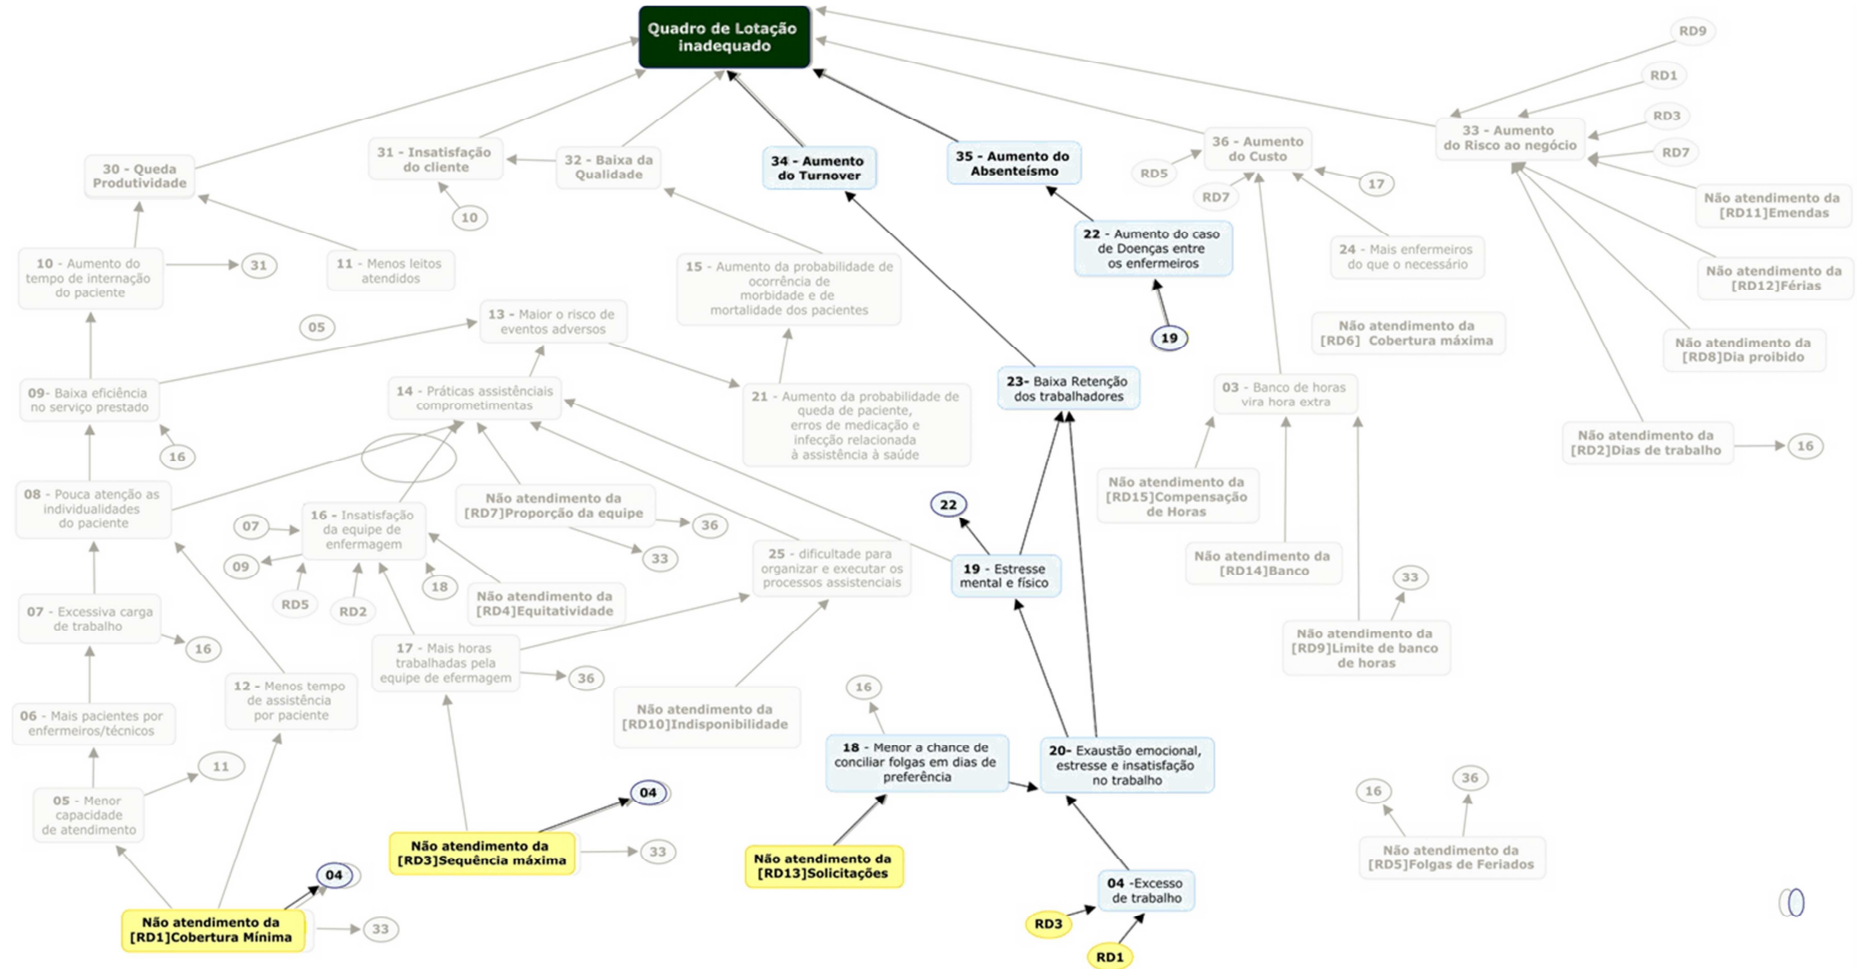 Quadro de Lotação
inadequado
RD9
RD1
RD3
RD7
33 - Aumento
do Risco ao negócio
36 - Aumento
do Custo
RD5
RD7
17
31 - Insatisfação
do cliente
32 - Baixa da
Qualidade
34 - Aumento
do Turnover
35 - Aumento do
Absenteísmo
30 - Queda
Produtividade
10
Não atendimento da
[RD11]Emendas
22 - Aumento do caso
de Doenças entre
os enfermeiros
24 - Mais enfermeiros
do que o necessário
10 - Aumento do
tempo de internação
do paciente
31
11 - Menos leitos
atendidos
15 - Aumento da probabilidade de
ocorrência de
morbidade e de
mortalidade dos pacientes
Não atendimento da
[RD12]Férias
13 - Maior o risco de
eventos adversos
05
19
Não atendimento da
[RD6] Cobertura máxima
Não atendimento da
[RD8]Dia proibido
09- Baixa eficiência
no serviço prestado
14 - Práticas assistênciais
comprometimentas
21 - Aumento da probabilidade de
queda de paciente,
erros de medicação e
infecção relacionada
à assistência à saúde
23- Baixa Retenção
dos trabalhadores
03 - Banco de horas
vira hora extra
16
Não atendimento da
[RD2]Dias de trabalho
16
08 - Pouca atenção as
individualidades
do paciente
07
16 - Insatisfação
da equipe de
enfermagem
09
RD5
RD2
18
Não atendimento da
[RD7]Proporção da equipe
36
33
22
Não atendimento da
[RD15]Compensação
de Horas
25 - dificultade para
organizar e executar os
processos assistenciais
19 - Estresse
mental e físico
Não atendimento da
[RD14]Banco
33
07 - Excessiva carga
de trabalho
16
Não atendimento da
[RD4]Equitatividade
Não atendimento da
[RD9]Limite de banco
de horas
17 - Mais horas
trabalhadas pela
equipe de efermagem
36
12 - Menos tempo
de assistência
por paciente
06 - Mais pacientes por
enfermeiros/técnicos
Não atendimento da
[RD10]Indisponibilidade
16
18 - Menor a chance de
conciliar folgas em dias de
preferência
20- Exaustão emocional,
estresse e insatisfação
no trabalho
11
05 - Menor
capacidade
de atendimento
04
16
36
Não atendimento da
[RD3]Sequência máxima
33
Não atendimento da
[RD13]Solicitações
Não atendimento da
[RD5]Folgas de Feriados
04
04 -Excesso
de trabalho
Não atendimento da
[RD1]Cobertura Mínima
33
RD3
RD1